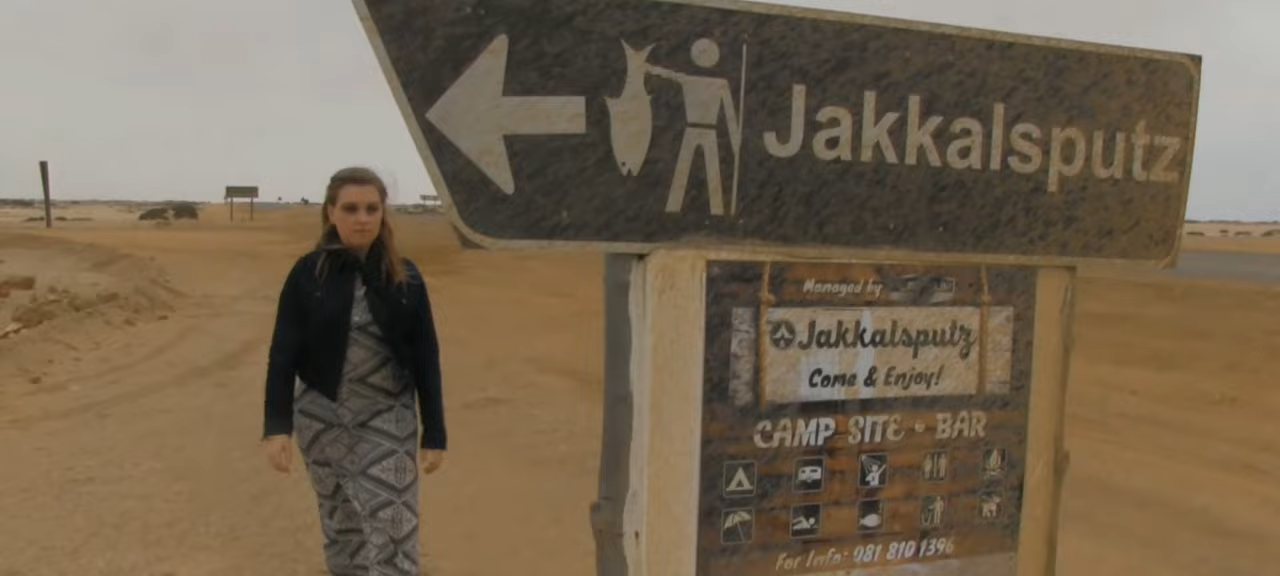 Jakkalsputz
Managed by
Jakkalsputz
Come & Enjoy!
CAMP SITE • BAR
For Info: 081 810 1396